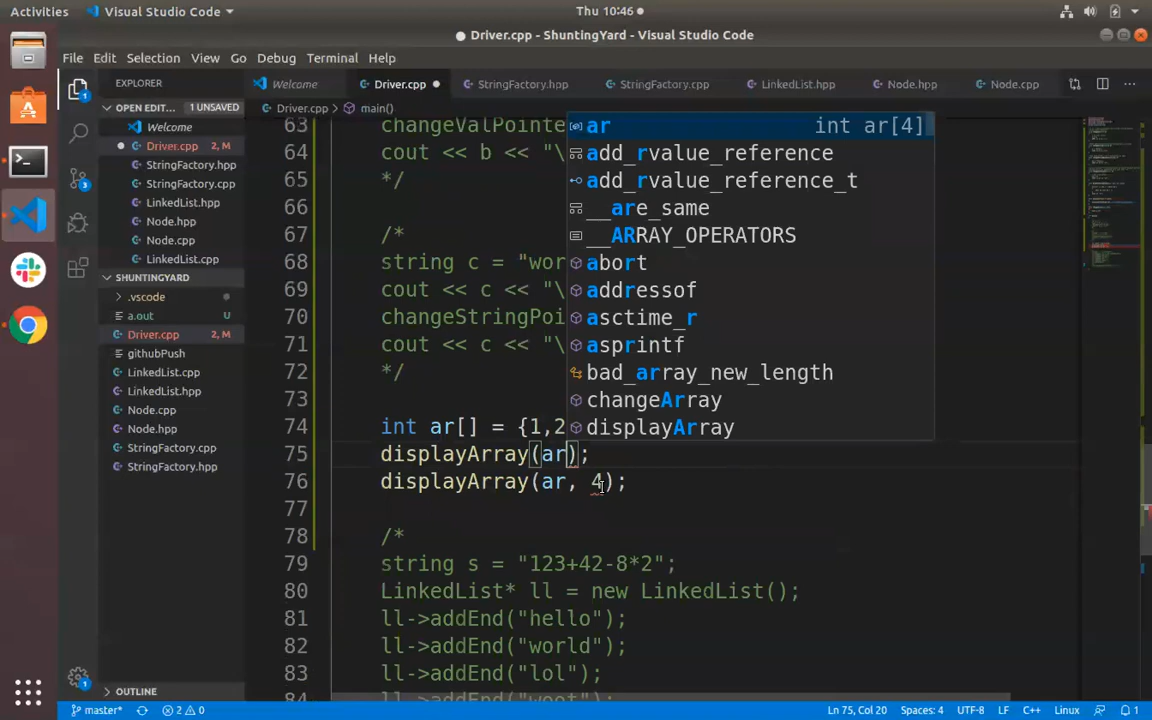 Activities Visual Studio Code Thu 10:46
Driver.cpp - ShuntingYard - Visual Studio Code
File Edit Selection View Go Debug Terminal Help
EXPLORER Welcome Driver.cpp StringFactory.hpp StringFactory.cpp LinkedList.hpp Node.hpp Node.cpp
OPEN EDIT... 1 UNSAVED
Driver.cpp > main()
Welcome
Driver.cpp 2, M
StringFactory.hpp
StringFactory.cpp
LinkedList.hpp
Node.hpp
Node.cpp
LinkedList.cpp
SHUNTINGYARD
.vscode
a.out U
Driver.cpp 2, M
githubPush
LinkedList.cpp
LinkedList.hpp
Node.cpp
Node.hpp
StringFactory.cpp
StringFactory.hpp
OUTLINE
63 changeValPointe
64 cout << b << "\
65 */
66
67 /*
68 string c = "wor
69 cout << c << "\
70 changeStringPoi
71 cout << c << "\
72 */
73
74 int ar[] = {1,2
75 displayArray(ar);
76 displayArray(ar, 4);
77
78 /*
79 string s = "123+42-8*2";
80 LinkedList* ll = new LinkedList();
81 ll->addEnd("hello");
82 ll->addEnd("world");
83 ll->addEnd("lol");
84 ll->addEnd("woot");
ar int ar[4]
add_rvalue_reference
add_rvalue_reference_t
__are_same
__ARRAY_OPERATORS
abort
addressof
asctime_r
asprintf
bad_array_new_length
changeArray
displayArray
master* 2 0 Ln 75, Col 20 Spaces: 4 UTF-8 LF C++ Linux 1